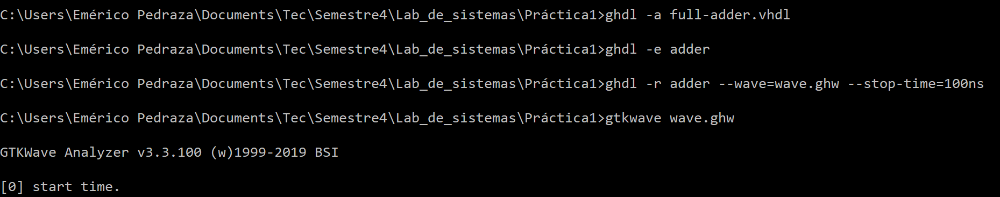 C:\Users\Emérico Pedraza\Documents\Tec\Semestre4\Lab_de_sistemas\Práctica1>ghdl -a full-adder.vhdl
C:\Users\Emérico Pedraza\Documents\Tec\Semestre4\Lab_de_sistemas\Práctica1>ghdl -e adder
C:\Users\Emérico Pedraza\Documents\Tec\Semestre4\Lab_de_sistemas\Práctica1>ghdl -r adder --wave=wave.ghw --stop-time=100ns
C:\Users\Emérico Pedraza\Documents\Tec\Semestre4\Lab_de_sistemas\Práctica1>gtkwave wave.ghw
GTKWave Analyzer v3.3.100 (w)1999-2019 BSI
[0] start time.